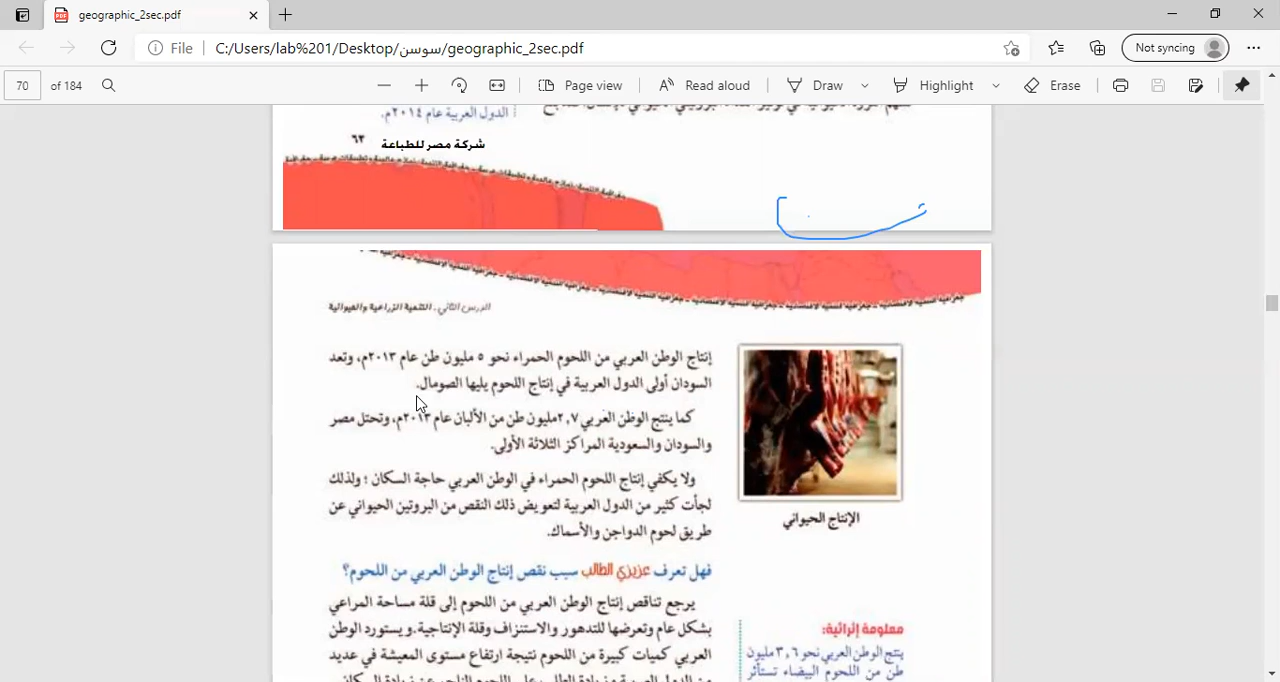 geographic_2sec.pdf
File
C:/Users/lab%201/Desktop/سوسن/geographic_2sec.pdf
Not syncing
70 of 184
Page view
Read aloud
Draw
Highlight
Erase
الدول العربية عام ٢٠١٤م.
شركة مصر للطباعة ٦٣
الدرس الثاني . التنمية الزراعية والحيوانية
إنتاج الوطن العربي من اللحوم الحمراء نحو ٥ مليون طن عام ٢٠١٣م، وتعد
السودان أولى الدول العربية في إنتاج اللحوم يليها الصومال.
كما ينتج الوطن العربي ٢,٧مليون طن من الألبان عام ٢٠١٣م، وتحتل مصر
والسودان والسعودية المراكز الثلاثة الأولى.
ولا يكفي إنتاج اللحوم الحمراء في الوطن العربي حاجة السكان ؛ ولذلك
لجأت كثير من الدول العربية لتعويض ذلك النقص من البروتين الحيواني عن
طريق لحوم الدواجن والأسماك.
الإنتاج الحيواني
فهل تعرف عزيزي الطالب سبب نقص إنتاج الوطن العربي من اللحوم؟
يرجع تناقص إنتاج الوطن العربي من اللحوم إلى قلة مساحة المراعي
بشكل عام وتعرضها للتدهور والاستنزاف وقلة الإنتاجية.ويستورد الوطن
العربي كميات كبيرة من اللحوم نتيجة ارتفاع مستوى المعيشة في عديد
معلومة إثرائية:
ينتج الوطن العربي نحو ٣,٦ مليون
طن من اللحوم البيضاء تستأثر